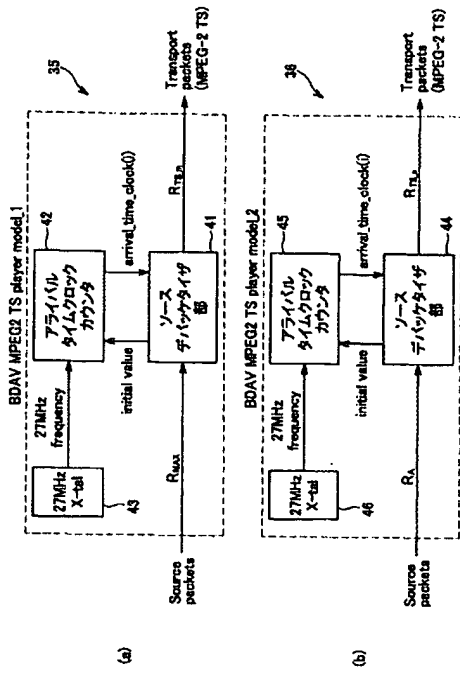 (a)
BDAV MPEG2 TS player model_1
35
27MHz
X-tal
43
27MHz
frequency
アライバル
タイムクロック
カウンタ
42
initial value
arrival_time_clock(i)
Source
packets
RMAX
ソース
デパケッタイザ
部
41
Transport
packets
(MPEG-2 TS)
(b)
BDAV MPEG2 TS player model_2
36
27MHz
X-tal
46
27MHz
frequency
アライバル
タイムクロック
カウンタ
45
initial value
arrival_time_clock(i)
Source
packets
RA
ソース
デパケッタイザ
部
44
Transport
packets
(MPEG-2 TS)